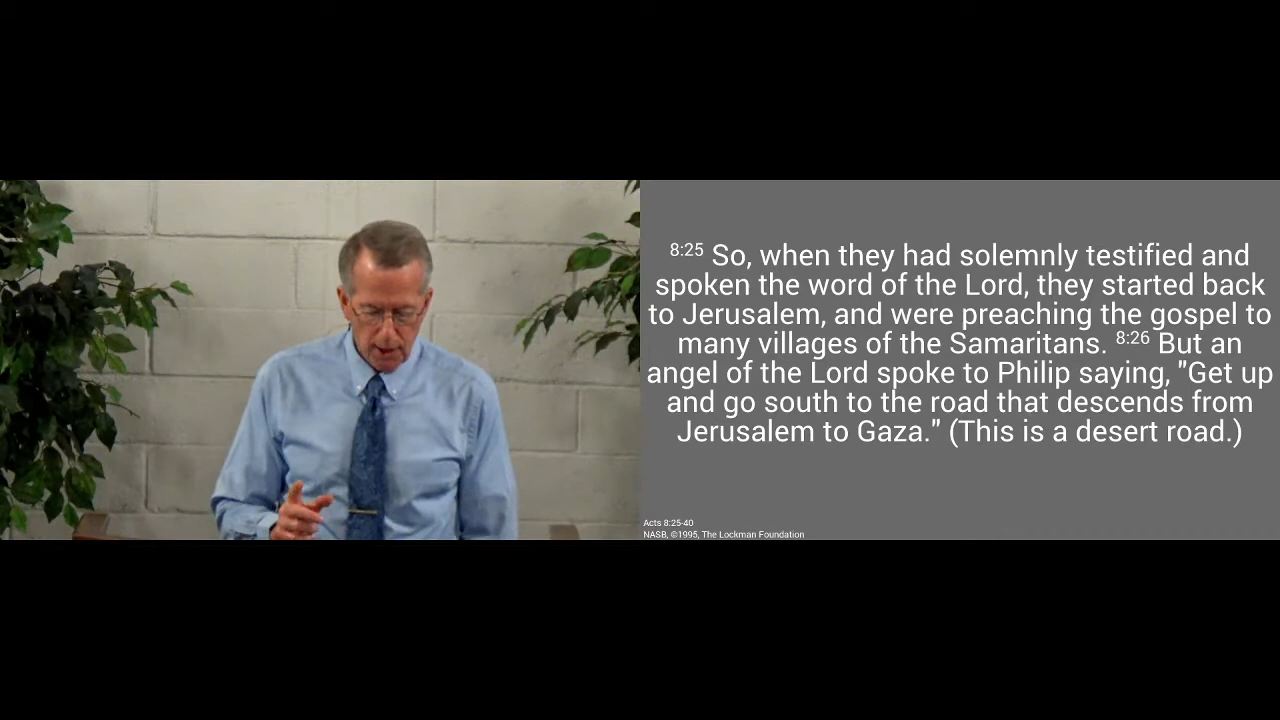 8:25 So, when they had solemnly testified and
spoken the word of the Lord, they started back
to Jerusalem, and were preaching the gospel to
many villages of the Samaritans. 8:26 But an
angel of the Lord spoke to Philip saying, "Get up
and go south to the road that descends from
Jerusalem to Gaza." (This is a desert road.)
Acts 8:25-40
NASB, ©1995, The Lockman Foundation